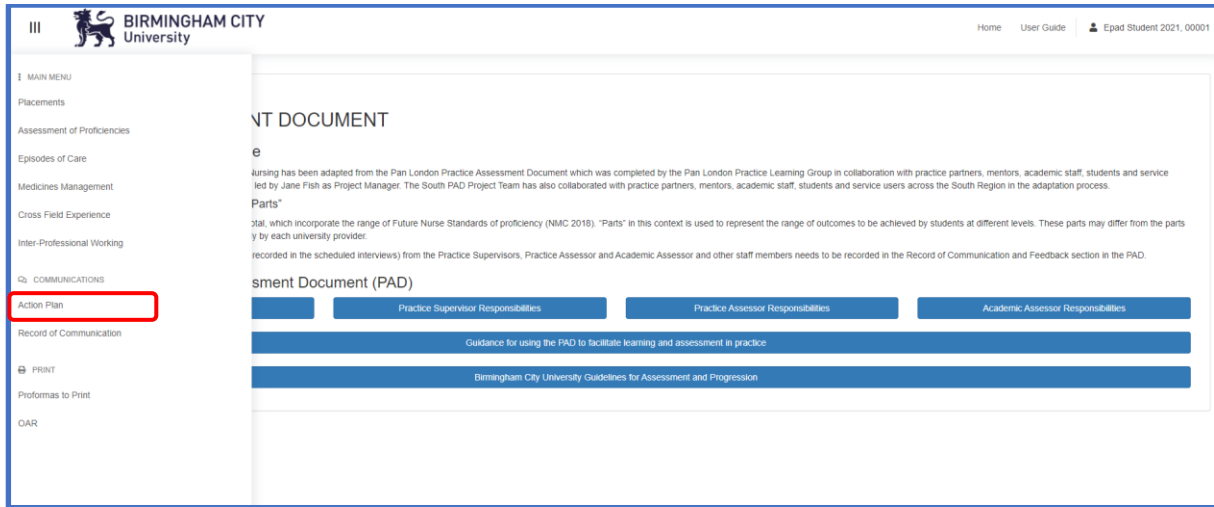 BIRMINGHAM CITY
University
Home User Guide Epad Student 2021, 00001
MAIN MENU
Placements
Assessment of Proficiencies
Episodes of Care
Medicines Management
Cross Field Experience
Inter-Professional Working
COMMUNICATIONS
Action Plan
Record of Communication
PRINT
Proformas to Print
OAR
NT DOCUMENT
e
Nursing has been adapted from the Pan London Practice Assessment Document which was completed by the Pan London Practice Learning Group in collaboration with practice partners, mentors, academic staff, students and service
led by Jane Fish as Project Manager. The South PAD Project Team has also collaborated with practice partners, mentors, academic staff, students and service users across the South Region in the adaptation process.
Parts"
otal, which incorporate the range of Future Nurse Standards of proficiency (NMC 2018). "Parts" in this context is used to represent the range of outcomes to be achieved by students at different levels. These parts may differ from the parts
y by each university provider.
recorded in the scheduled interviews) from the Practice Supervisors, Practice Assessor and Academic Assessor and other staff members needs to be recorded in the Record of Communication and Feedback section in the PAD.
sment Document (PAD)
Practice Supervisor Responsibilities
Practice Assessor Responsibilities
Academic Assessor Responsibilities
Guidance for using the PAD to facilitate learning and assessment in practice
Birmingham City University Guidelines for Assessment and Progression